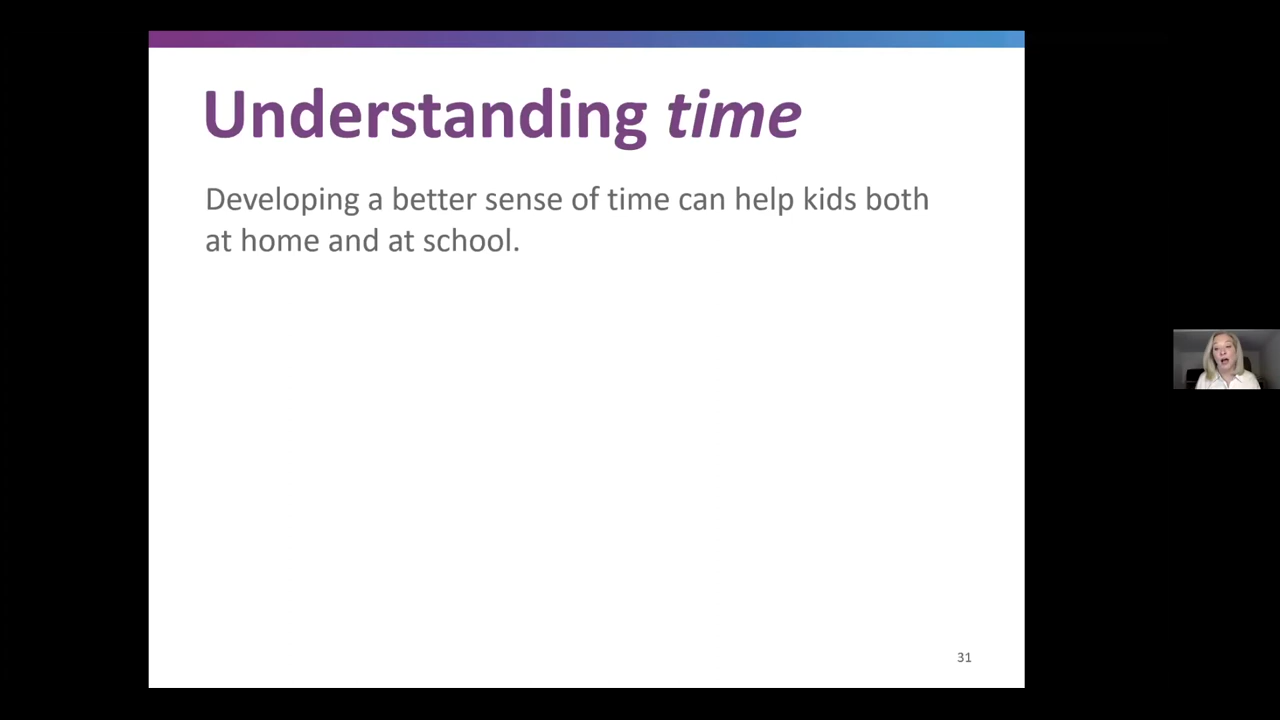 Understanding time
Developing a better sense of time can help kids both
at home and at school.
31